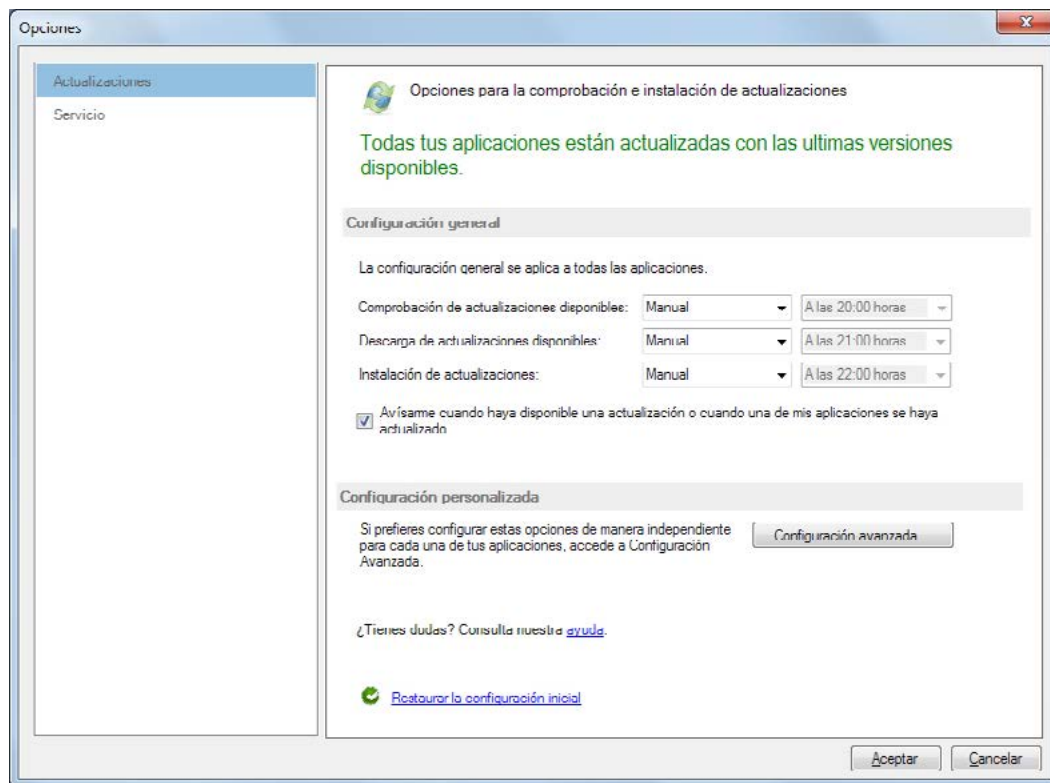 Opciones
Actualizaciones
Servicio
Opciones para la comprobación e instalación de actualizaciones
Todas tus aplicaciones están actualizadas con las ultimas versiones
disponibles.
Configuración general
La configuración general se aplica a todas las aplicaciones.
Comprobación de actualizaciones disponibles: Manual A las 20:00 horas
Descarga de actualizaciones disponibles: Manual A las 21:00 horas
Instalación de actualizaciones: Manual A las 22:00 horas
Avísame cuando haya disponible una actualización o cuando una de mis aplicaciones se haya
actualizado
Configuración personalizada
Si prefieres configurar estas opciones de manera independiente
para cada una de tus aplicaciones, accede a Configuración
Avanzada.
Configuración avanzada
¿Tienes dudas? Consulta nuestra ayuda.
Restaurar la configuración inicial
Aceptar Cancelar